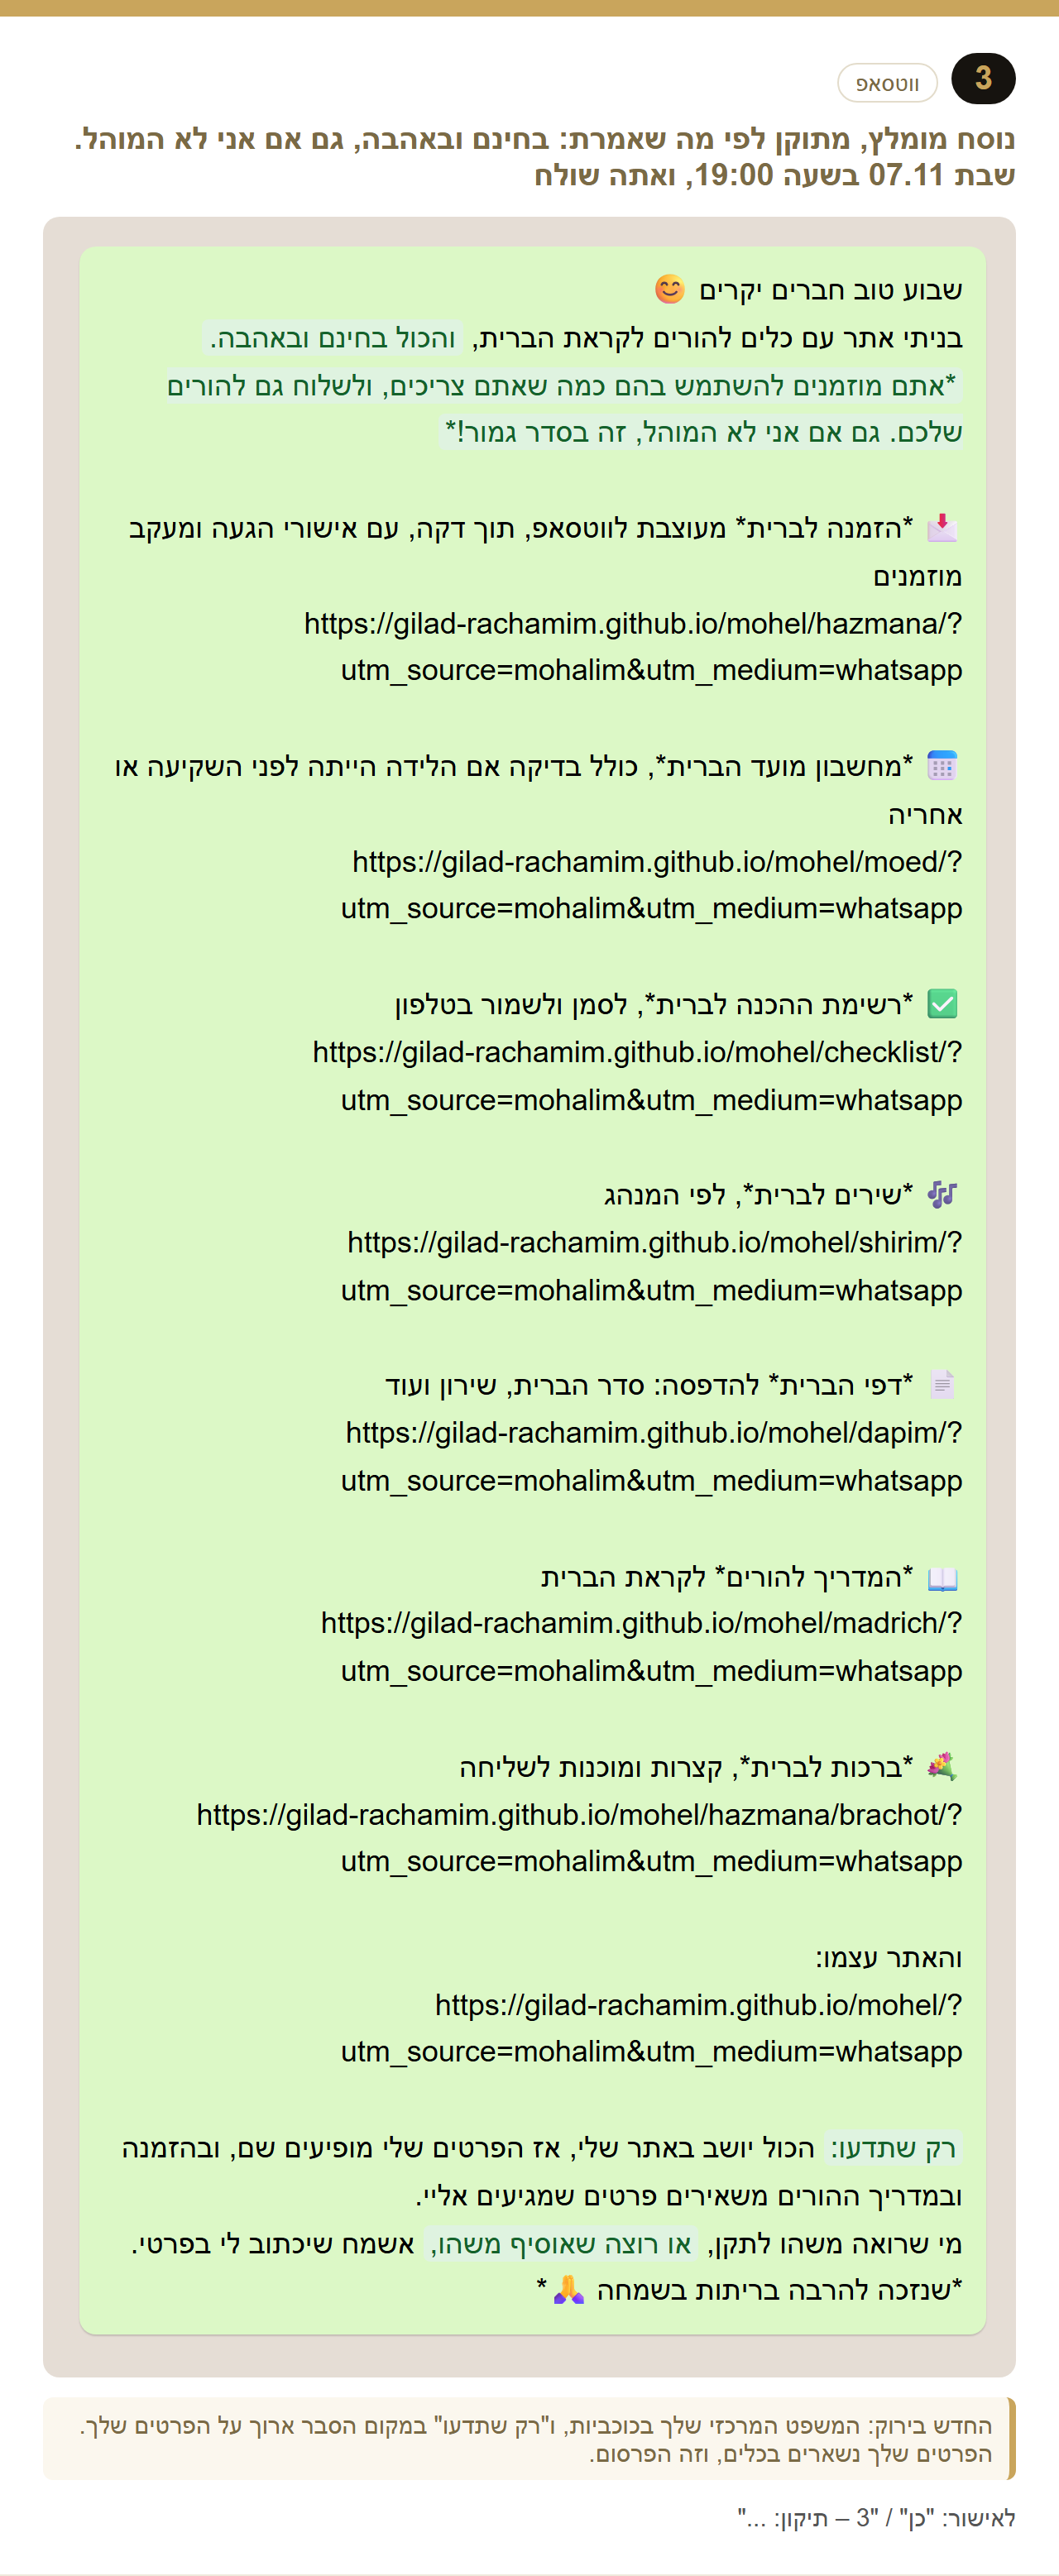 3
ווטסאפ
נוסח מומלץ, מתוקן לפי מה שאמרת: בחינם ובאהבה, גם אם אני לא המוהל.
שבת 07.11 בשעה 19:00, ואתה שולח
שבוע טוב חברים יקרים 😊
בניתי אתר עם כלים להורים לקראת הברית, והכול בחינם ובאהבה.
*אתם מוזמנים להשתמש בהם כמה שאתם צריכים, ולשלוח גם להורים
שלכם. גם אם אני לא המוהל, זה בסדר גמור!*
📩 *הזמנה לברית* מעוצבת לווטסאפ, תוך דקה, עם אישורי הגעה ומעקב
מוזמנים
https://gilad-rachamim.github.io/mohel/hazmana/?
utm_source=mohalim&utm_medium=whatsapp
🗓️ *מחשבון מועד הברית*, כולל בדיקה אם הלידה הייתה לפני השקיעה או
אחריה
https://gilad-rachamim.github.io/mohel/moed/?
utm_source=mohalim&utm_medium=whatsapp
✅ *רשימת ההכנה לברית*, לסמן ולשמור בטלפון
https://gilad-rachamim.github.io/mohel/checklist/?
utm_source=mohalim&utm_medium=whatsapp
🎶 *שירים לברית*, לפי המנהג
https://gilad-rachamim.github.io/mohel/shirim/?
utm_source=mohalim&utm_medium=whatsapp
📄 *דפי הברית* להדפסה: סדר הברית, שירון ועוד
https://gilad-rachamim.github.io/mohel/dapim/?
utm_source=mohalim&utm_medium=whatsapp
📖 *המדריך להורים* לקראת הברית
https://gilad-rachamim.github.io/mohel/madrich/?
utm_source=mohalim&utm_medium=whatsapp
💐 *ברכות לברית*, קצרות ומוכנות לשליחה
https://gilad-rachamim.github.io/mohel/hazmana/brachot/?
utm_source=mohalim&utm_medium=whatsapp
והאתר עצמו:
https://gilad-rachamim.github.io/mohel/?
utm_source=mohalim&utm_medium=whatsapp
רק שתדעו: הכול יושב באתר שלי, אז הפרטים שלי מופיעים שם, ובהזמנה
ובמדריך ההורים משאירים פרטים שמגיעים אליי.
מי שרואה משהו לתקן, או רוצה שאוסיף משהו, אשמח שיכתוב לי בפרטי.
*שנזכה להרבה בריתות בשמחה 🙏*
החדש בירוק: המשפט המרכזי שלך בכוכביות, ו"רק שתדעו" במקום הסבר ארוך על הפרטים שלך.
הפרטים שלך נשארים בכלים, וזה הפרסום.
לאישור: "כן" / "3 – תיקון: ..."